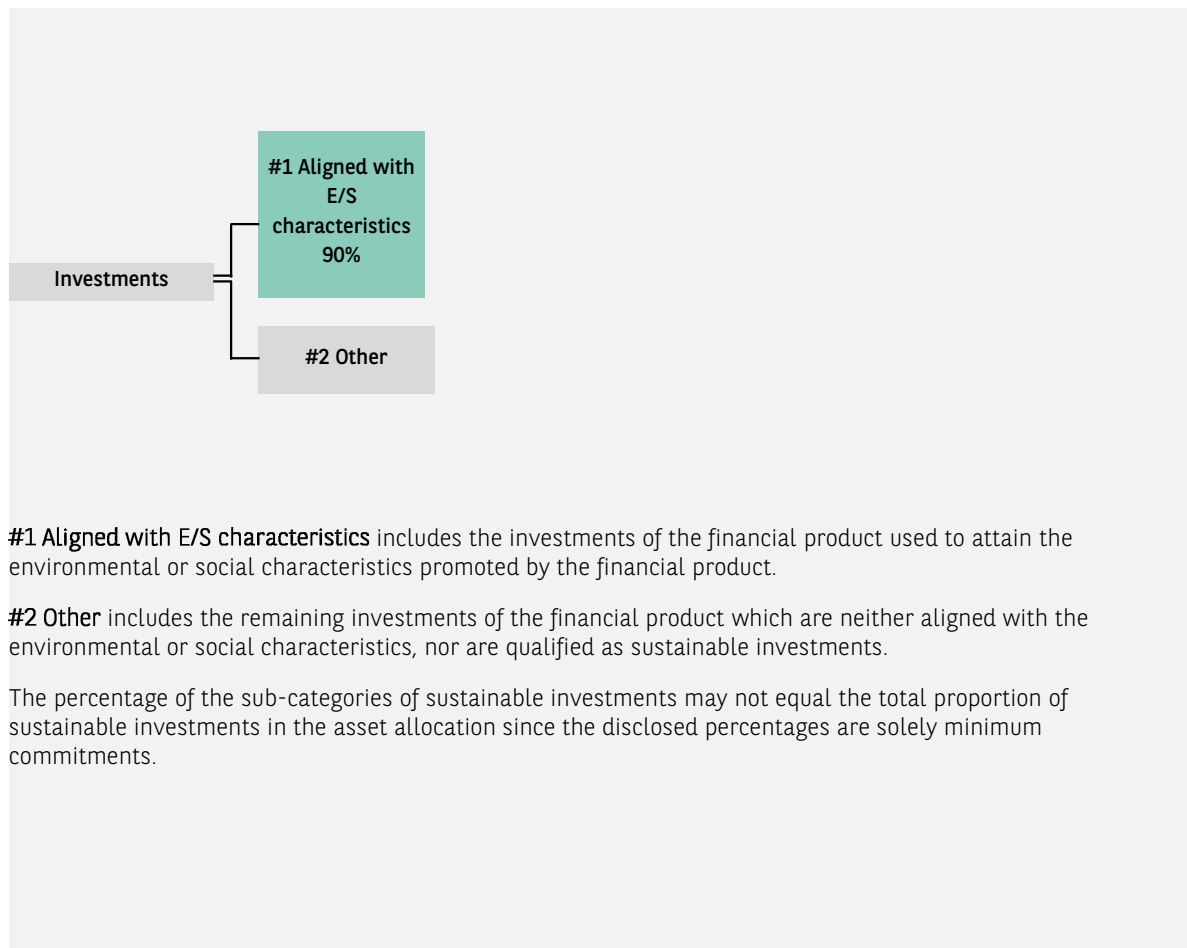 #1 Aligned with
E/S
characteristics
90%
Investments
#2 Other
#1 Aligned with E/S characteristics includes the investments of the financial product used to attain the
environmental or social characteristics promoted by the financial product.
#2 Other includes the remaining investments of the financial product which are neither aligned with the
environmental or social characteristics, nor are qualified as sustainable investments.
The percentage of the sub-categories of sustainable investments may not equal the total proportion of
sustainable investments in the asset allocation since the disclosed percentages are solely minimum
commitments.